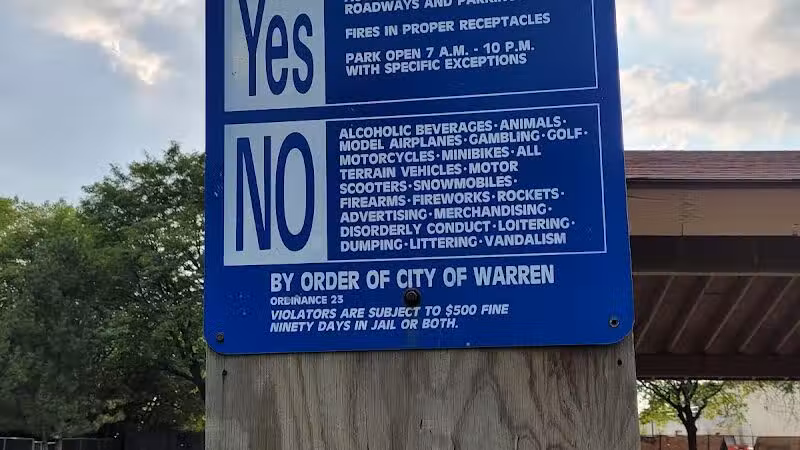 Yes
ROADWAYS AND
FIRES IN PROPER RECEPTACLES
PARK OPEN 7 A.M. - 10 P.M.
WITH SPECIFIC EXCEPTIONS
NO
ALCOHOLIC BEVERAGES·ANIMALS·
MODEL AIRPLANES·GAMBLING·GOLF·
MOTORCYCLES·MINIBIKES·ALL
TERRAIN VEHICLES·MOTOR
SCOOTERS·SNOWMOBILES·
FIREARMS·FIREWORKS·ROCKETS·
ADVERTISING·MERCHANDISING·
DISORDERLY CONDUCT·LOITERING·
DUMPING·LITTERING·VANDALISM
BY ORDER OF CITY OF WARREN
ORDINANCE 23
VIOLATORS ARE SUBJECT TO $500 FINE
NINETY DAYS IN JAIL OR BOTH.